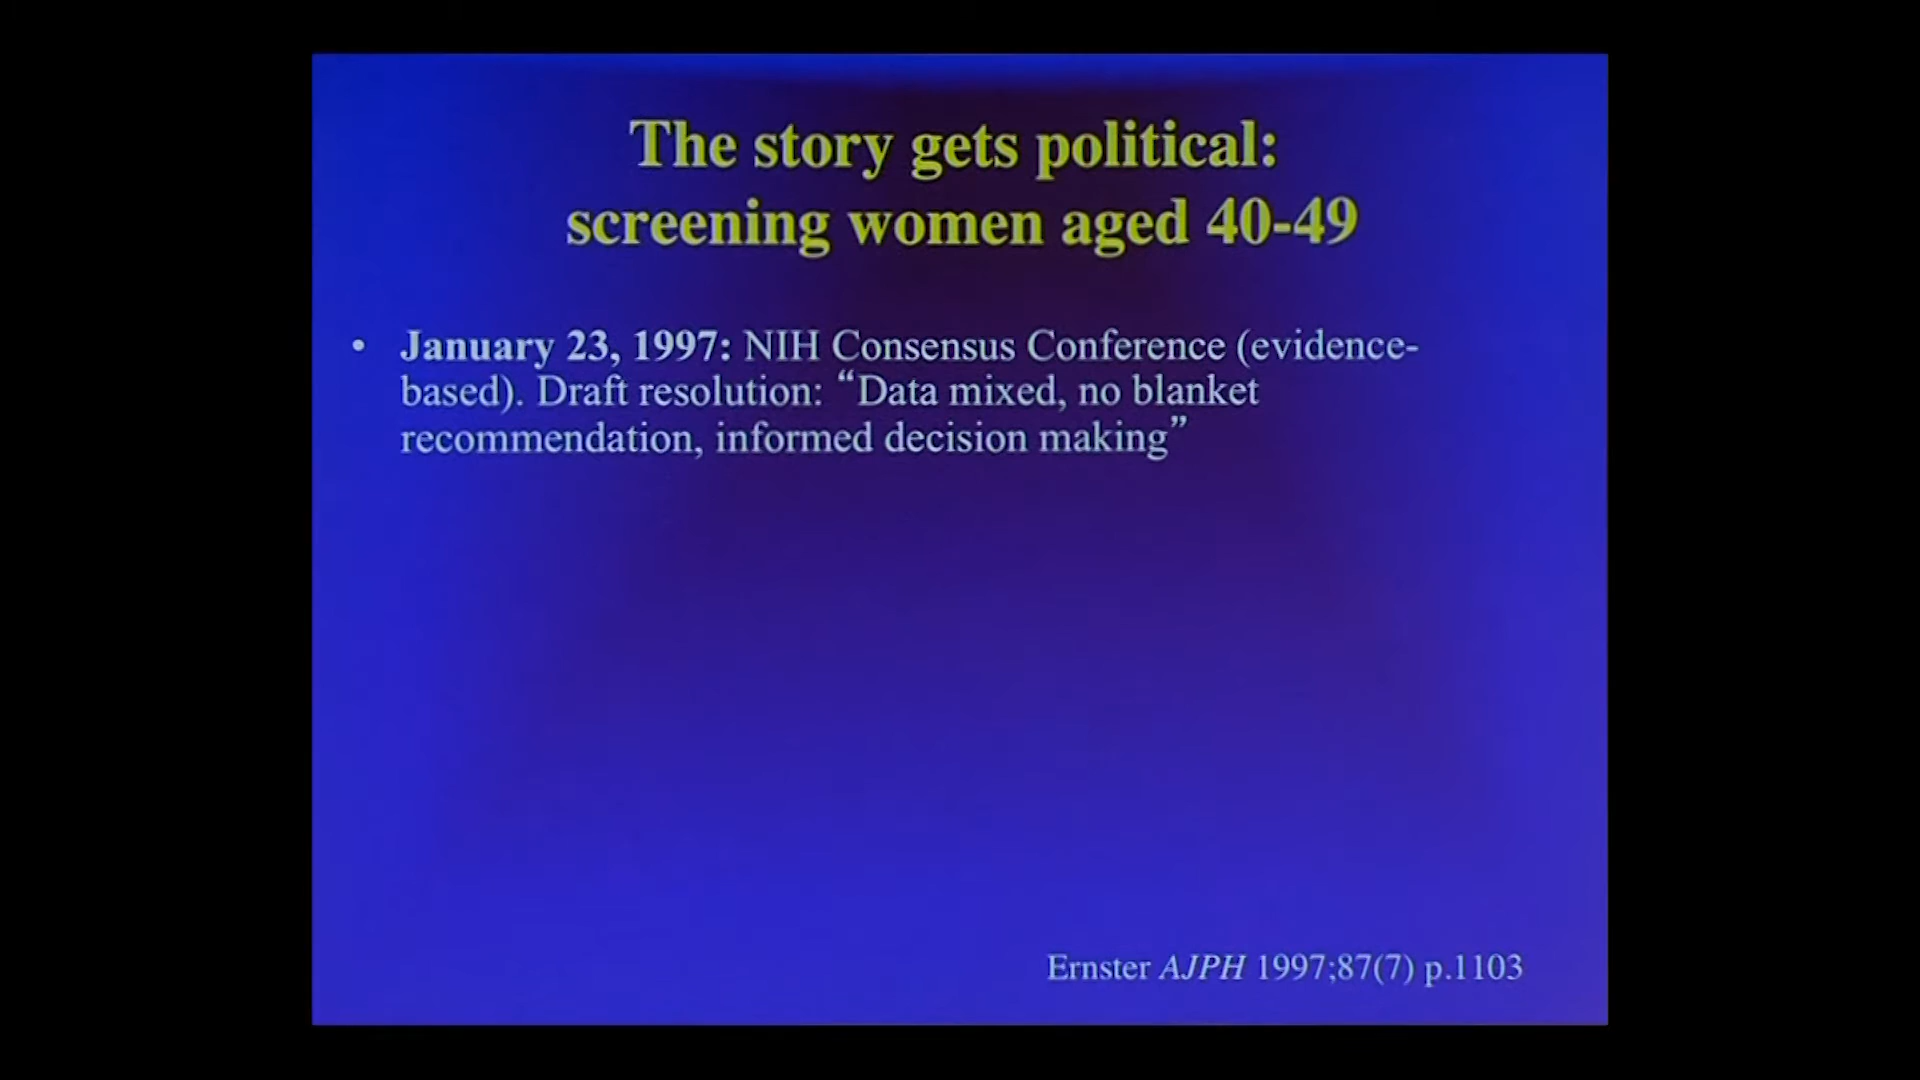 The story gets political:
screening women aged 40-49
• January 23, 1997: NIH Consensus Conference (evidence-
based). Draft resolution: “Data mixed, no blanket
recommendation, informed decision making”
Ernster AJPH 1997;87(7) p.1103